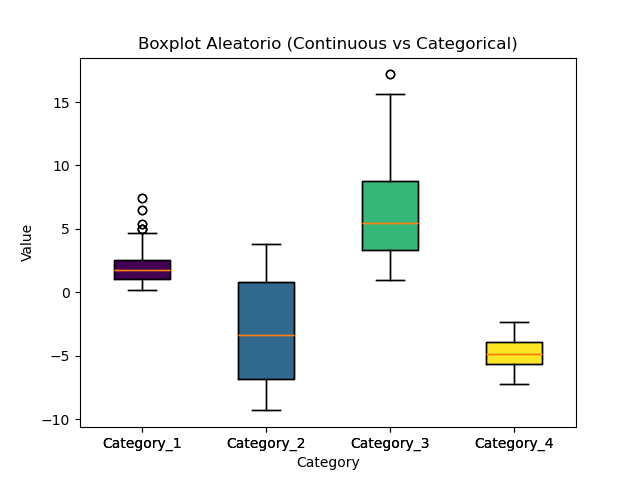 Boxplot Aleatorio (Continuous vs Categorical)
Value
15
10
5
0
−5
−10
Category_1 Category_2 Category_3 Category_4
Category